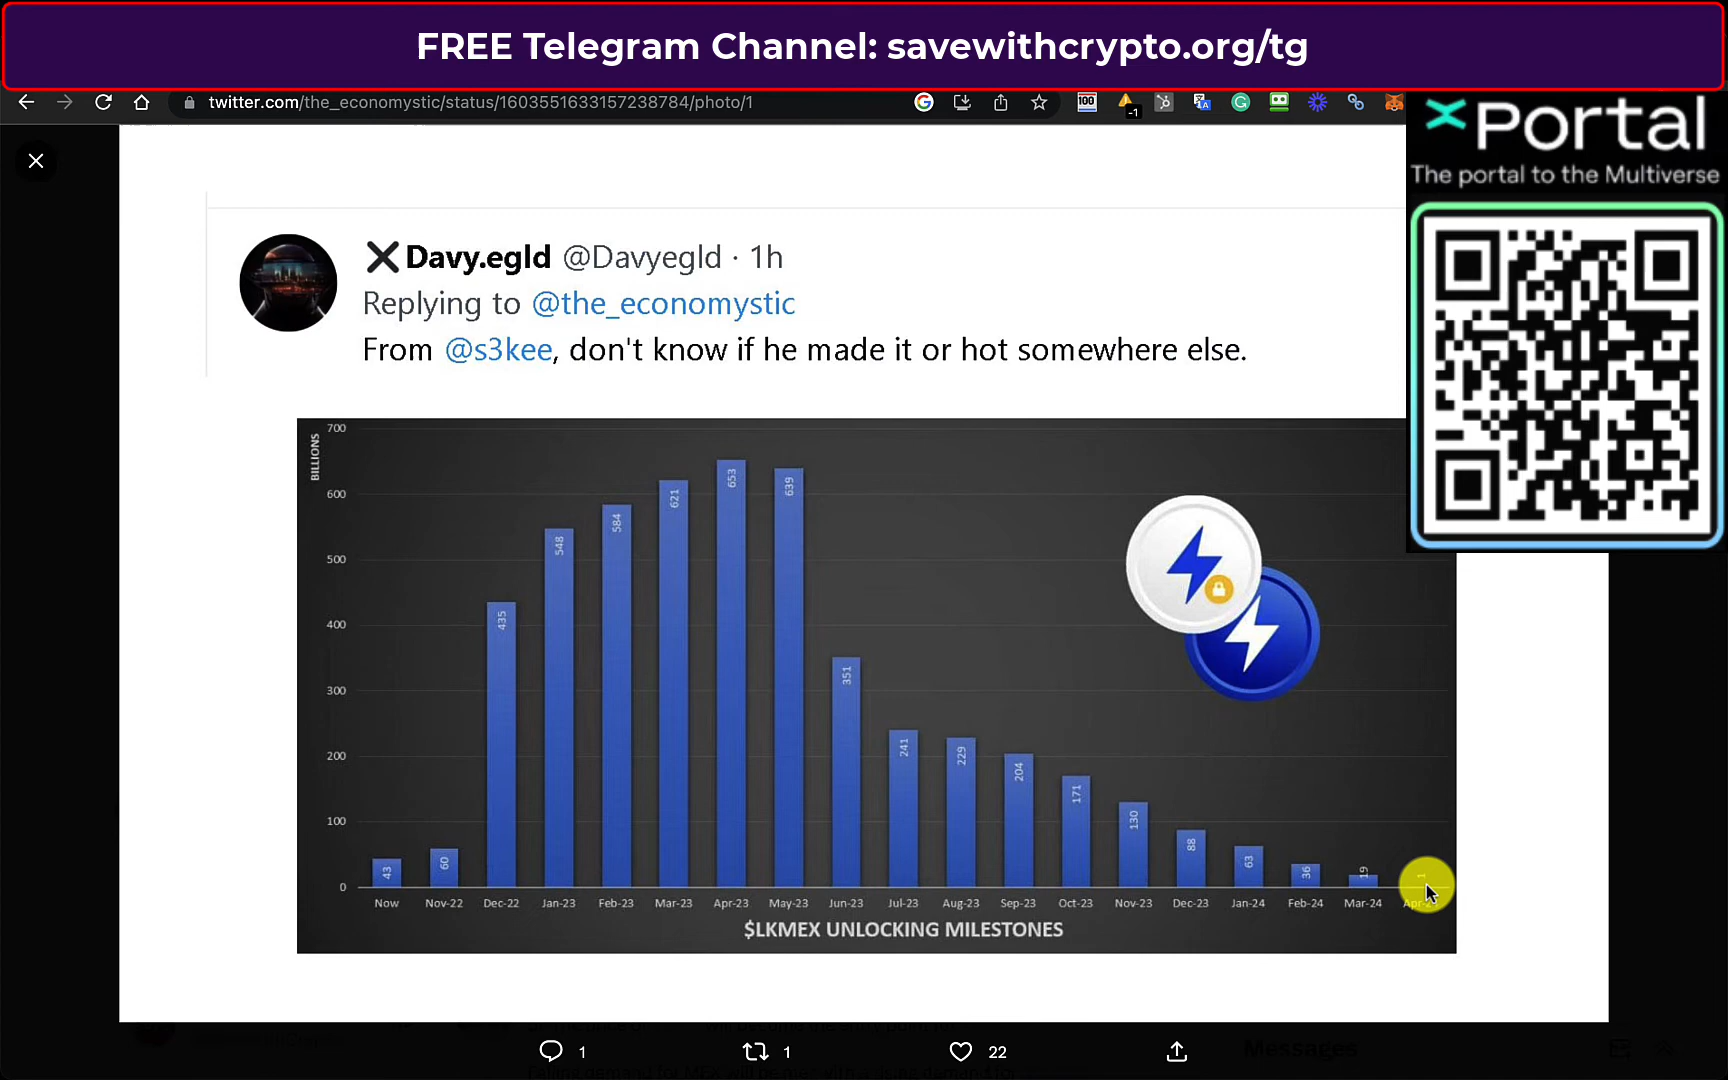 FREE Telegram Channel: savewithcrypto.org/tg
twitter.com/the_economystic/status/1603551633157238784/photo/1
100
-1
Portal
The portal to the Multiverse
Davy.egld @Davyegld · 1h
Replying to @the_economystic
From @s3kee, don't know if he made it or hot somewhere else.
BILLIONS
700
600
500
400
300
200
100
0
43
60
435
548
584
621
653
639
351
241
229
204
171
130
88
63
36
19
1
Now Nov-22 Dec-22 Jan-23 Feb-23 Mar-23 Apr-23 May-23 Jun-23 Jul-23 Aug-23 Sep-23 Oct-23 Nov-23 Dec-23 Jan-24 Feb-24 Mar-24
$LKMEX UNLOCKING MILESTONES
1 1 22
Messages